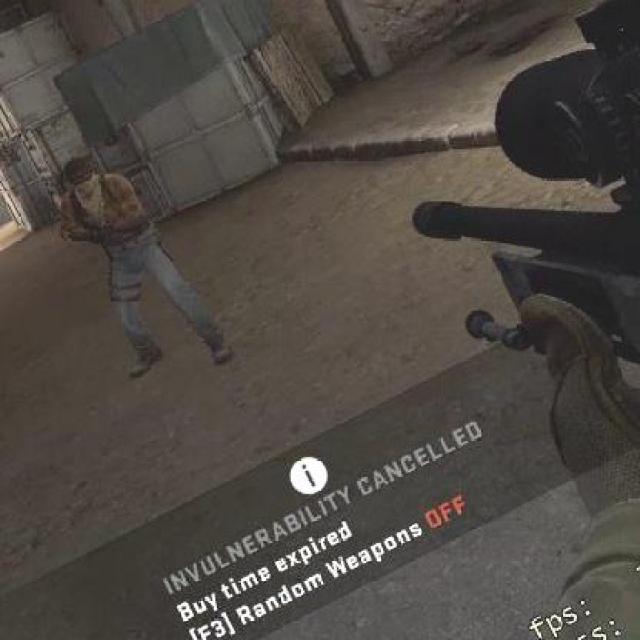 INVULNERABILITY CANCELLED
Buy time expired
[F3] Random Weapons OFF
fps: